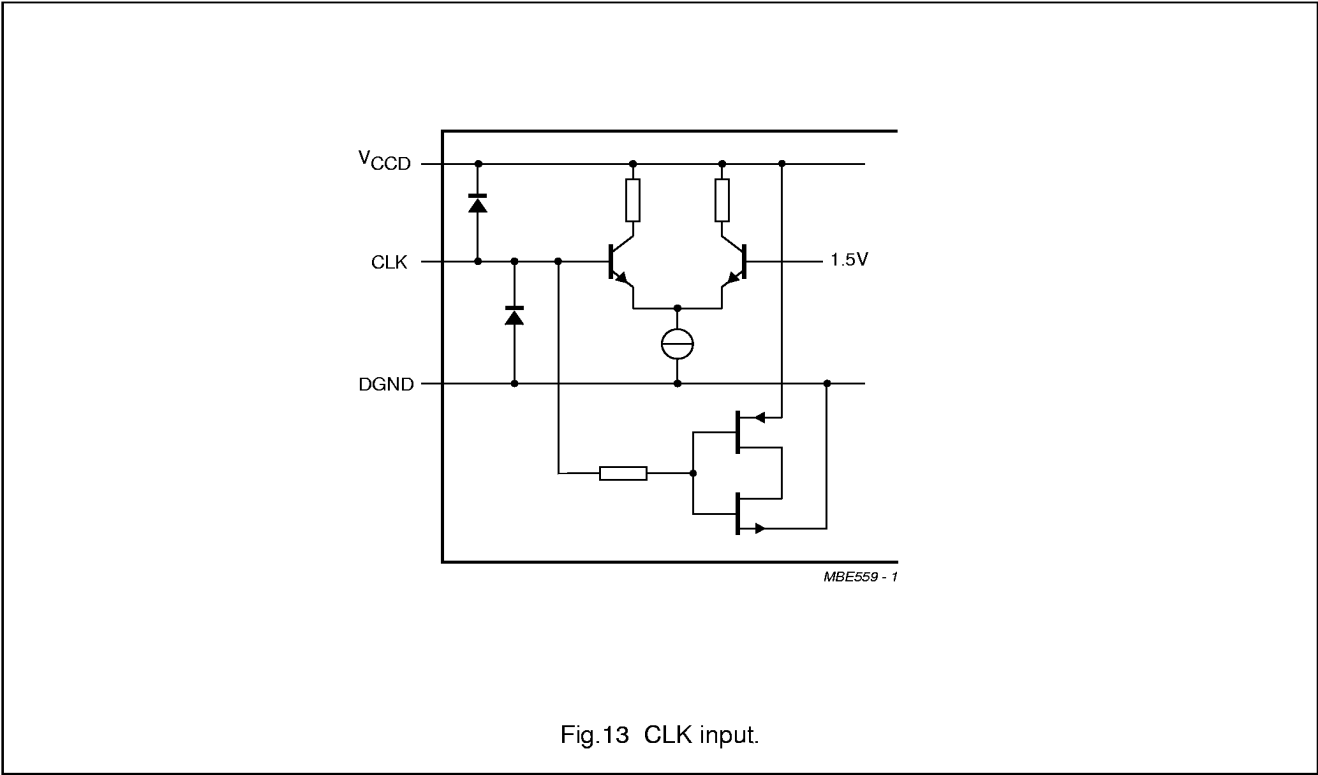 VCCD
CLK
1.5V
DGND
MBE559 - 1
Fig.13 CLK input.